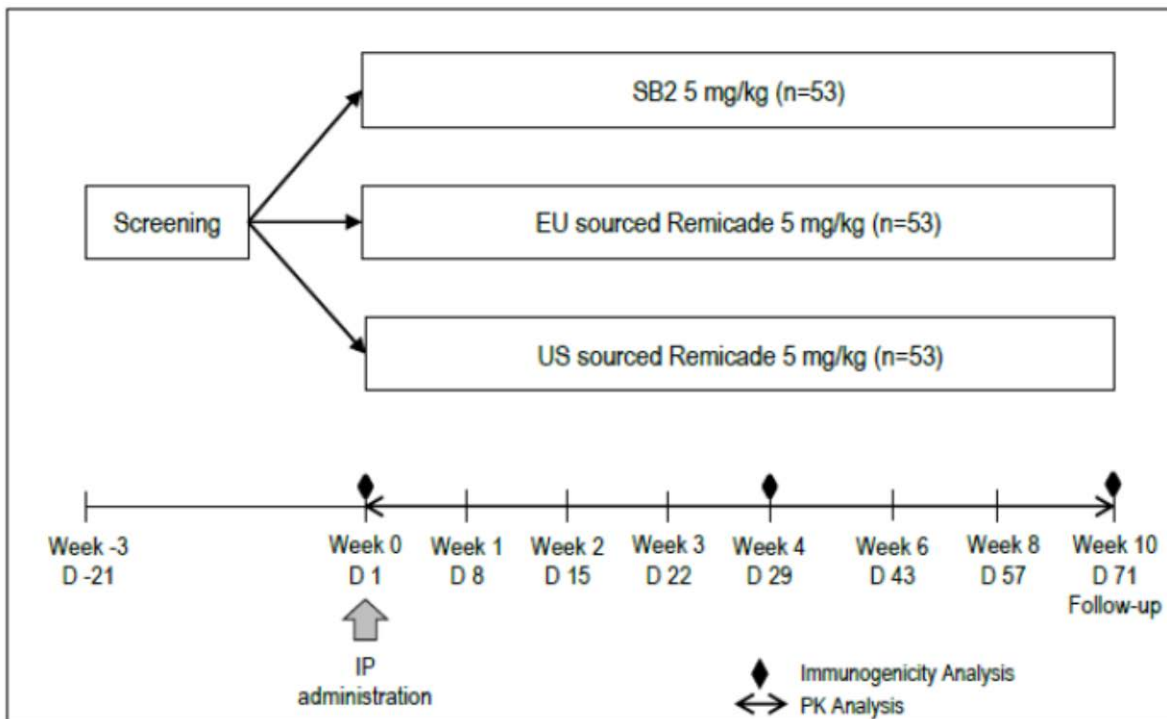 SB2 5 mg/kg (n=53)
Screening
EU sourced Remicade 5 mg/kg (n=53)
US sourced Remicade 5 mg/kg (n=53)
Week -3 Week 0 Week 1 Week 2 Week 3 Week 4 Week 6 Week 8 Week 10
D -21 D 1 D 8 D 15 D 22 D 29 D 43 D 57 D 71
Follow-up
IP
administration
Immunogenicity Analysis
PK Analysis